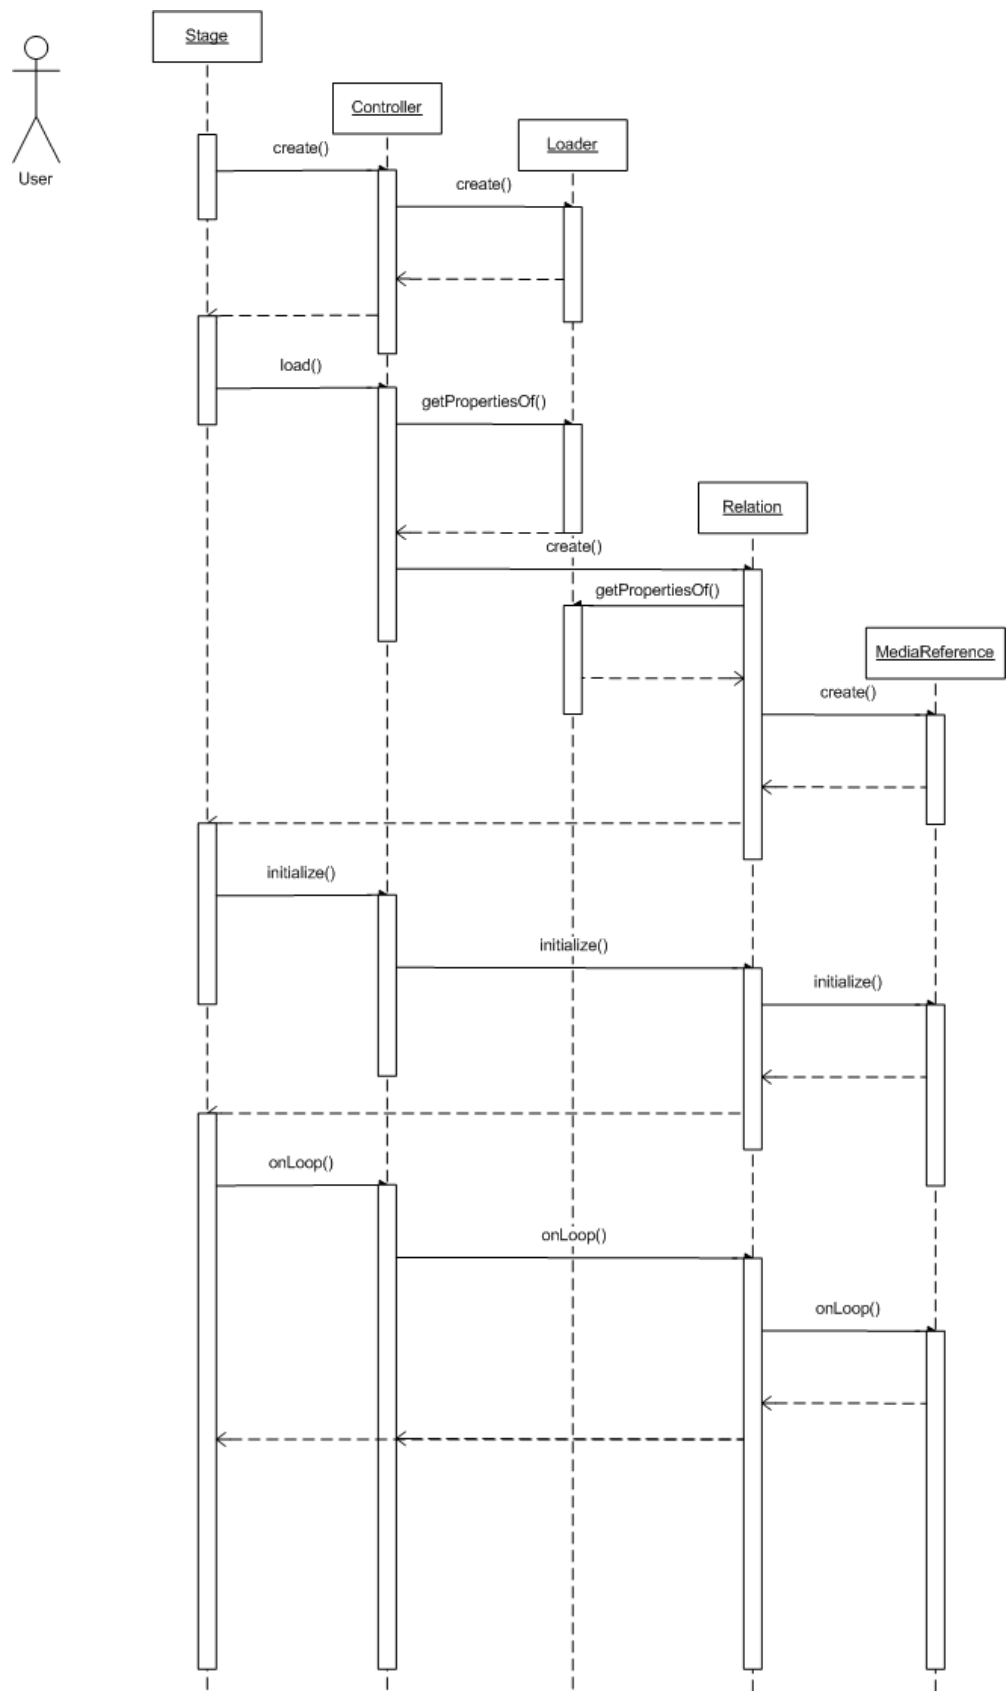 Stage
User
Controller
Loader
create()
create()
load()
getPropertiesOf()
Relation
create()
getPropertiesOf()
MediaReference
create()
initialize()
initialize()
initialize()
onLoop()
onLoop()
onLoop()